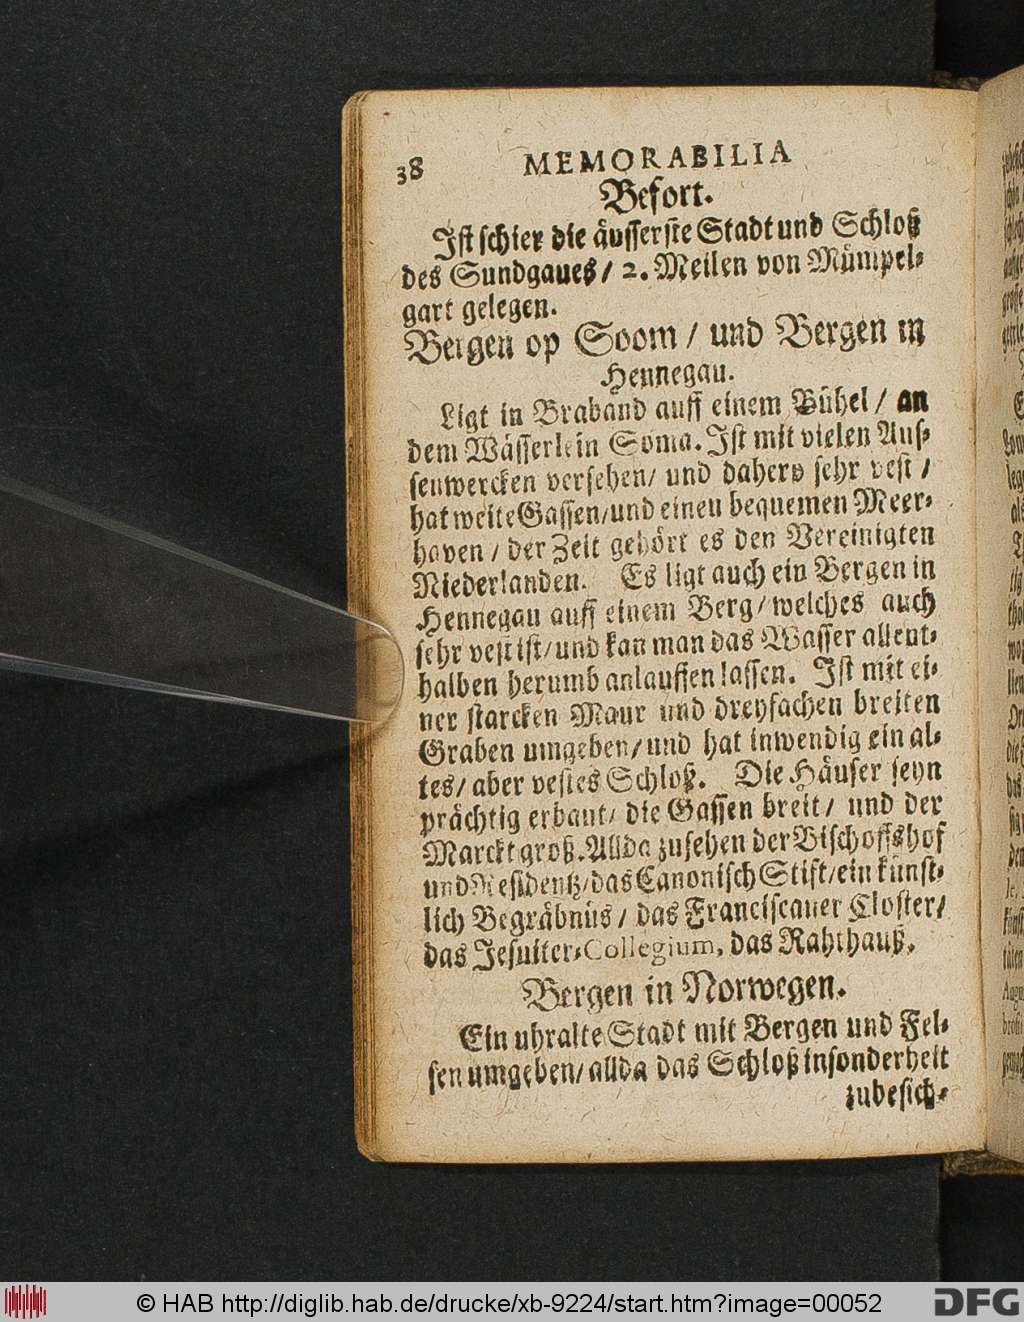 38 MEMORABILIA
Befort.
Ist schier die äusserste Stadt und Schloß
des Sundgaues / 2. Meilen von Mümpel-
gart gelegen.
Bergen op Soom / und Bergen in
Hennegau.
Ligt in Braband auff einem Bühel / an
dem Wässerlein Soma. Ist mit vielen Aus-
senwercken versehen / und dahero sehr vest /
hat weite Gassen / und einen bequemen Meer-
haven / der Zeit gehört es den Vereinigten
Niederlanden. Es ligt auch ein Bergen in
Hennegau auff einem Berg / welches auch
sehr vest ist / und kan man das Wasser allent-
halben herumb anlauffen lassen. Ist mit ei-
ner starcken Maur und dreyfachen breiten
Graben umgeben / und hat inwendig ein al-
tes / aber vestes Schloß. Die Häuser seyn
prächtig erbaut / die Gassen breit / und der
Marckt groß. Allda zusehen der Bischoffshof
und Residentz / das Canonisch Stift / ein künst-
lich Begräbnüs / das Franciscaner Closter /
das Jesuiter-Collegium, das Rahthauß.
Bergen in Norwegen.
Ein uhralte Stadt mit Bergen und Fel-
sen umgeben / allda das Schloß insonderheit
zubesich-
© HAB http://diglib.hab.de/drucke/xb-9224/start.htm?image=00052
DFG